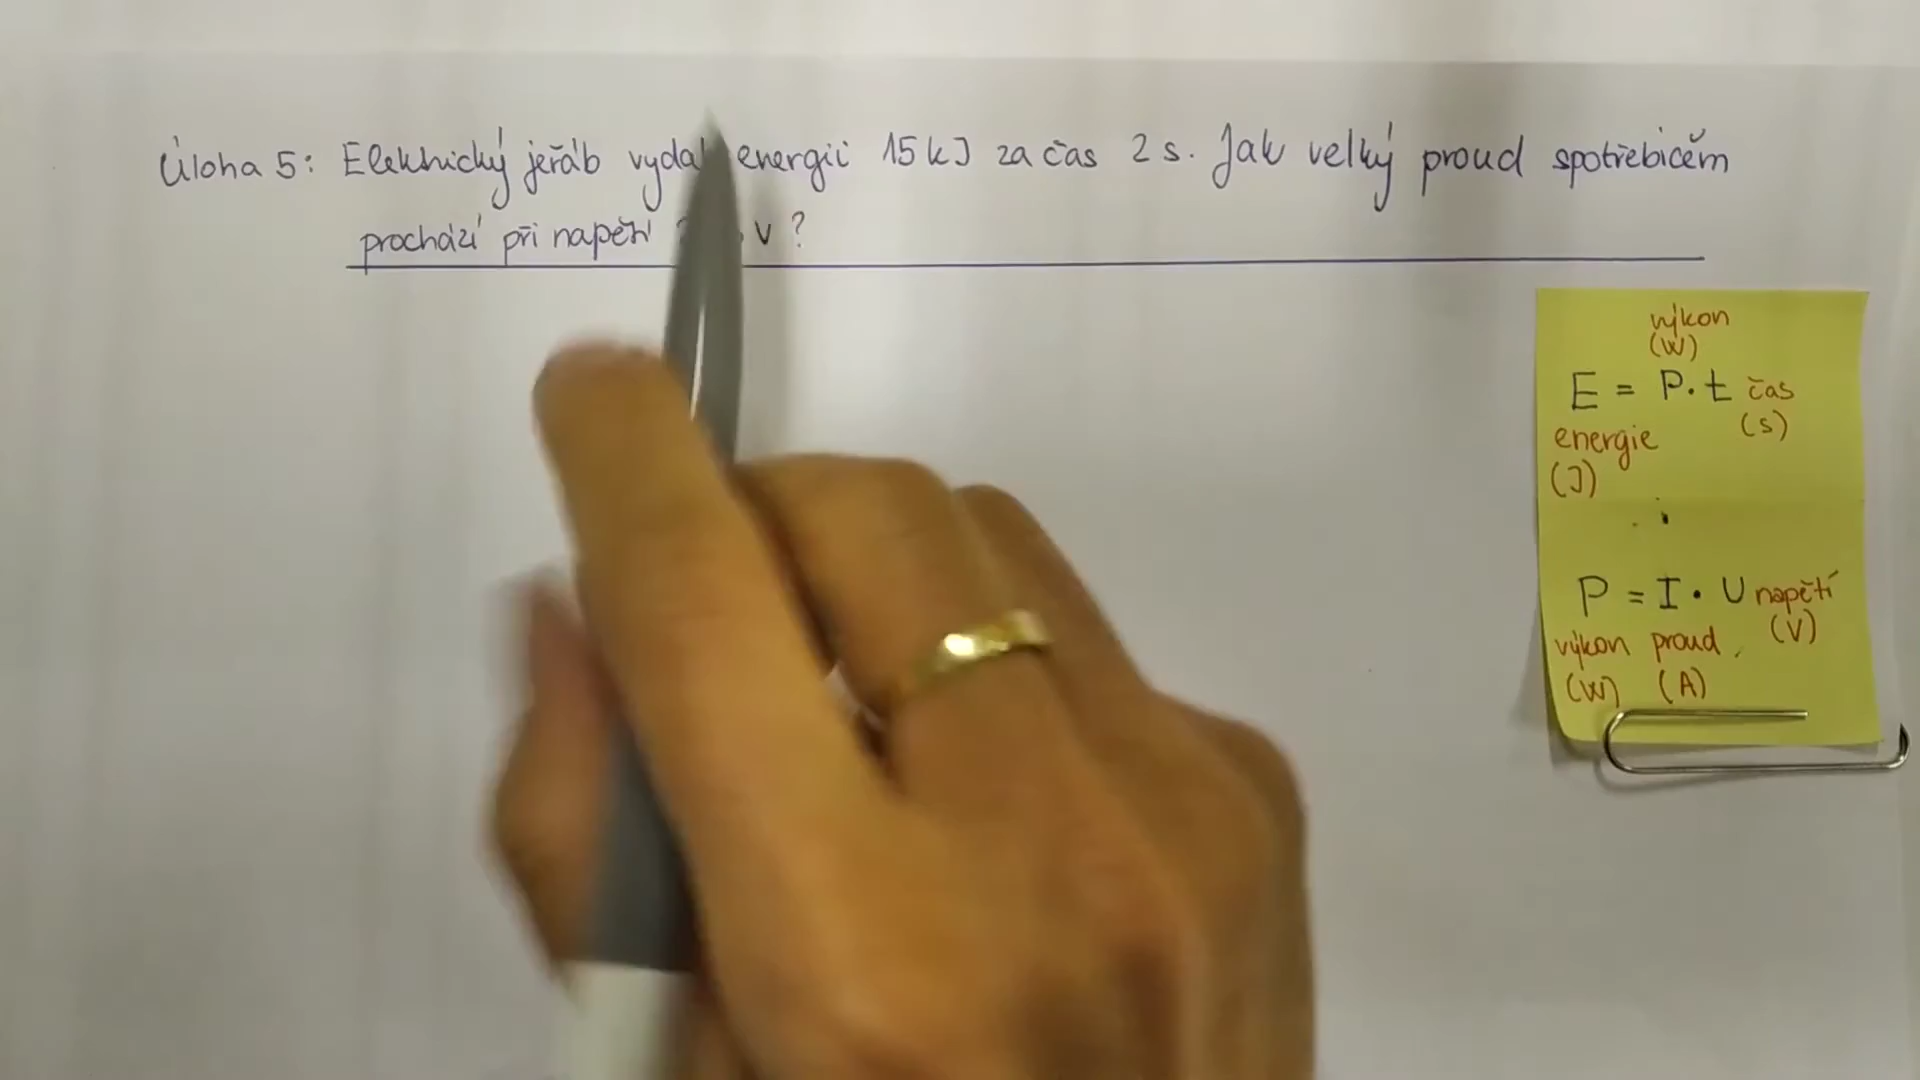 Úloha 5: Elektrický jeřáb vydal energii 15 kJ za čas 2 s. Jak velký proud spotřebičem
prochází při napětí V ?
výkon
(W)
E = P · t čas
energie (s)
(J)
P = I · U napětí
výkon proud (V)
(W) (A)